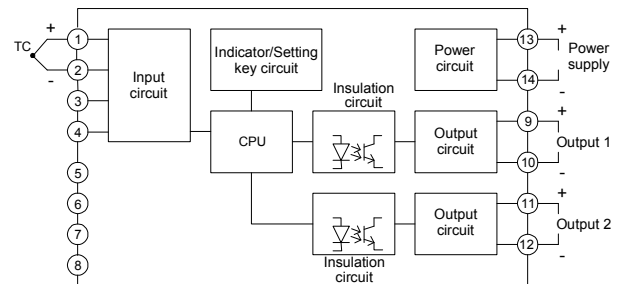 TC
+
-
1
2
3
4
5
6
7
8
Input
circuit
Indicator/Setting
key circuit
CPU
Insulation
circuit
Insulation
circuit
Power
circuit
Output
circuit
Output
circuit
13
14
9
10
11
12
+
Power
supply
-
+
Output 1
-
+
Output 2
-